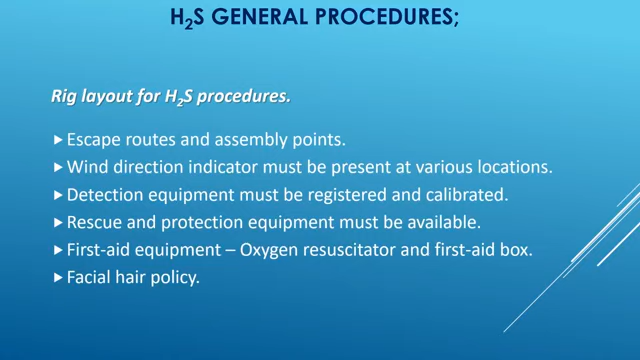 H₂S GENERAL PROCEDURES;
Rig layout for H₂S procedures.
Escape routes and assembly points.
Wind direction indicator must be present at various locations.
Detection equipment must be registered and calibrated.
Rescue and protection equipment must be available.
First-aid equipment – Oxygen resuscitator and first-aid box.
Facial hair policy.